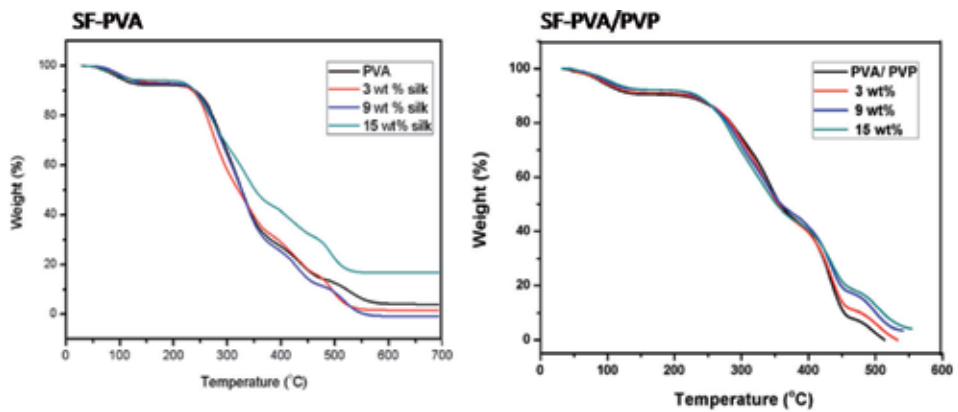 SF-PVA
100
80
60
40
20
0
Weight (%)
PVA
3 wt % silk
9 wt % silk
15 wt% silk
0 100 200 300 400 500 600 700
Temperature (°C)
SF-PVA/PVP
100
80
60
40
20
0
Weight (%)
PVA/ PVP
3 wt%
9 wt%
15 wt%
0 100 200 300 400 500 600
Temperature (°C)